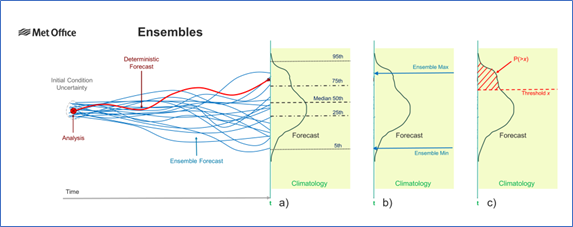 Met Office
Ensembles
Deterministic
Forecast
Initial Condition
Uncertainty
Analysis
Ensemble Forecast
Time
95th
75th
Median 50th
25th
5th
Forecast
Climatology
a)
Ensemble Max
Forecast
Ensemble Min
Climatology
b)
P(>x)
Threshold x
Forecast
Climatology
c)